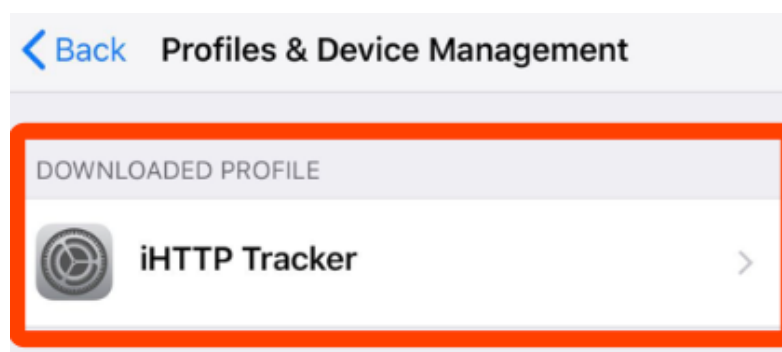 Back Profiles & Device Management
DOWNLOADED PROFILE
iHTTP Tracker